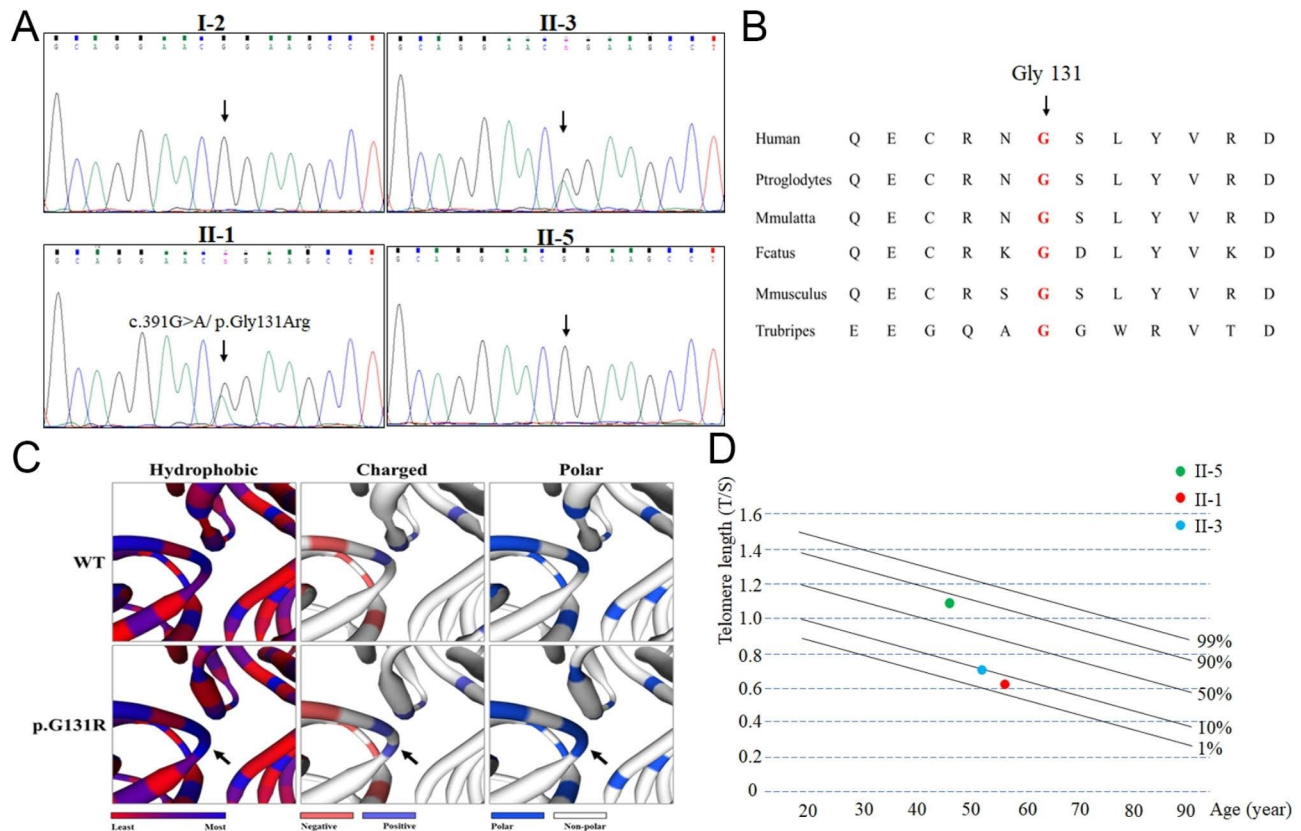 A
I-2
G C A G G A A C G G A A G C C T
II-3
G C A G G A A C A G A A G C C T
II-1
II-5
G C A G G A A C G G A A G C C T
c.391G>A/ p.Gly131Arg
B
Gly 131
Human Q E C R N G S L Y V R D
Ptroglodytes Q E C R N G S L Y V R D
Mmulatta Q E C R N G S L Y V R D
Fcatus Q E C R K G D L Y V K D
Mmusculus Q E C R S G S L Y V R D
Trubripes E E G Q A G G W R V T D
C
Hydrophobic Charged Polar
WT
p.G131R
Least Most
Negative Positive
Polar Non-polar
D
II-5
II-1
II-3
Telomere length (T/S)
1.6
1.4
1.2
1.0
0.8
0.6
0.4
0.2
0
99%
90%
50%
10%
1%
20 30 40 50 60 70 80 90 Age (year)